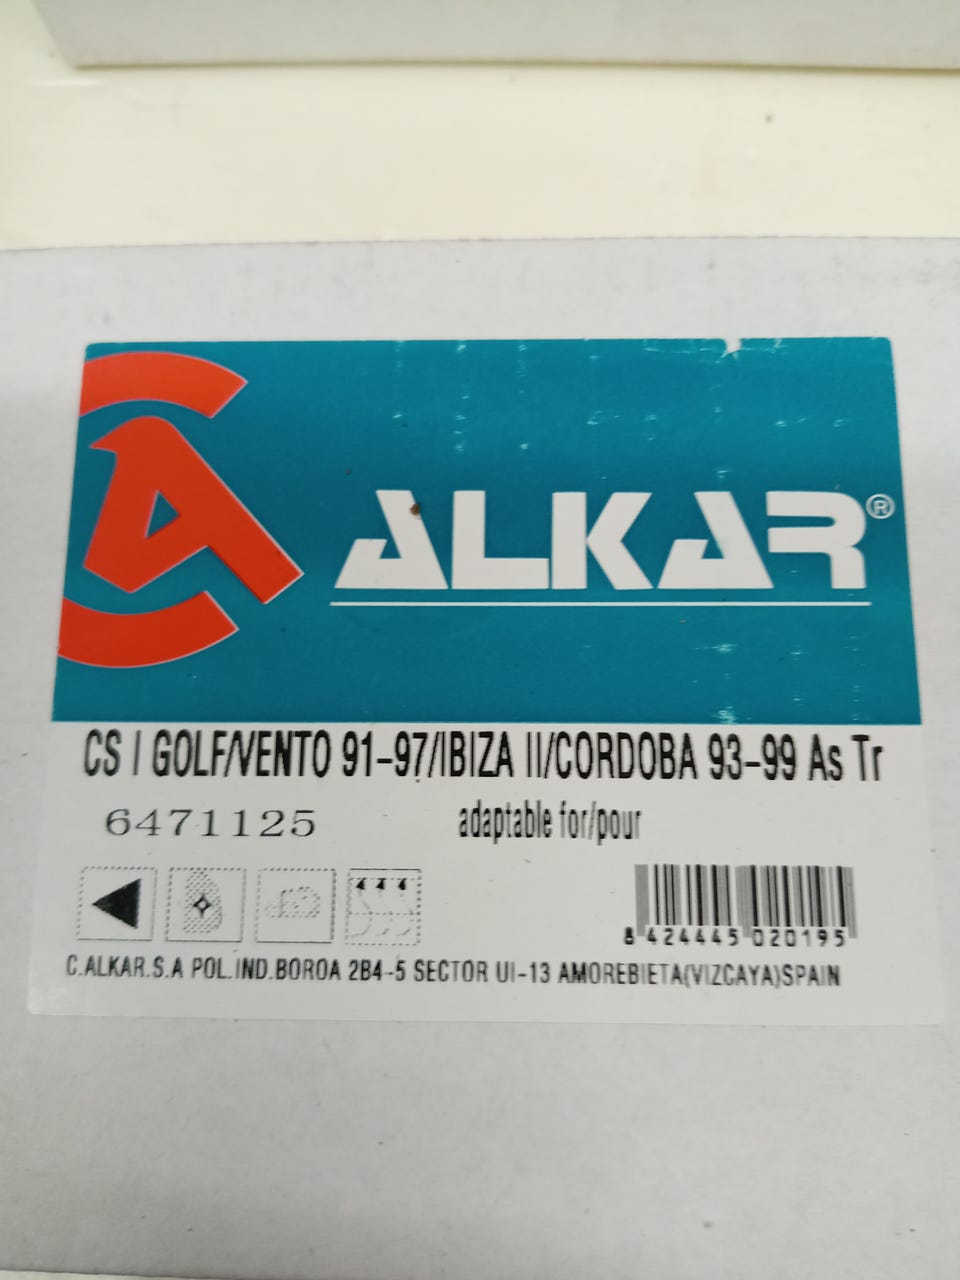 ALKAR®
CS I GOLF/VENTO 91-97/IBIZA II/CORDOBA 93-99 As Tr
6471125 adaptable for/pour
8 424445 020195
C.ALKAR.S.A POL.IND.BOROA 2B4-5 SECTOR UI-13 AMOREBIETA(VIZCAYA)SPAIN